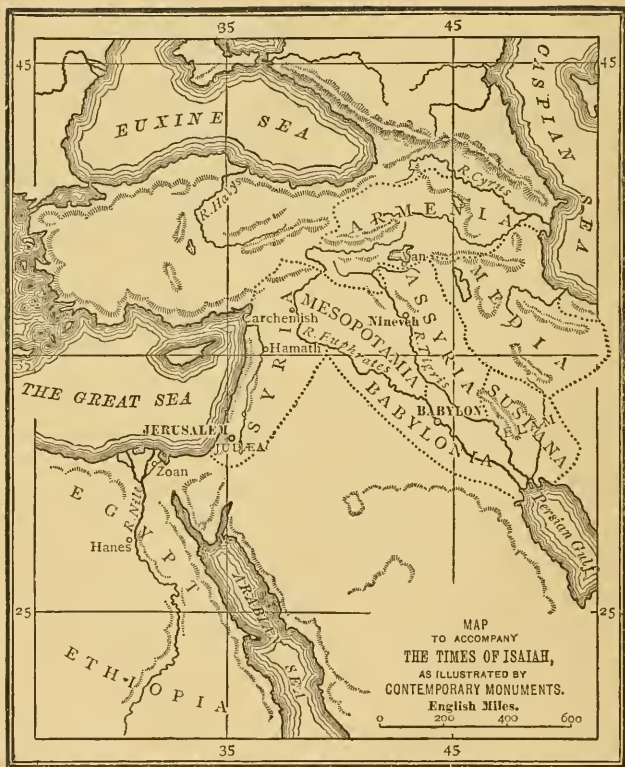 35 45
45 45
CASPIAN SEA
EUXINE SEA
R. Halys
R. Cyrus
ARMENIA
Van
MEDIA
ASSYRIA
Carchemish
MESOPOTAMIA
Nineveh
R. Tigris
R. Euphrates
Hamath
SYRIA
THE GREAT SEA
BABYLON
SUSIANA
BABYLONIA
JERUSALEM
JUDÆA
Zoan
Persian Gulf
EGYPT
R. Nile
Hanes
ARABIAN SEA
25 25
ETHIOPIA
MAP
TO ACCOMPANY
THE TIMES OF ISAIAH,
AS ILLUSTRATED BY
CONTEMPORARY MONUMENTS.
English Miles.
0 200 400 600
35 45